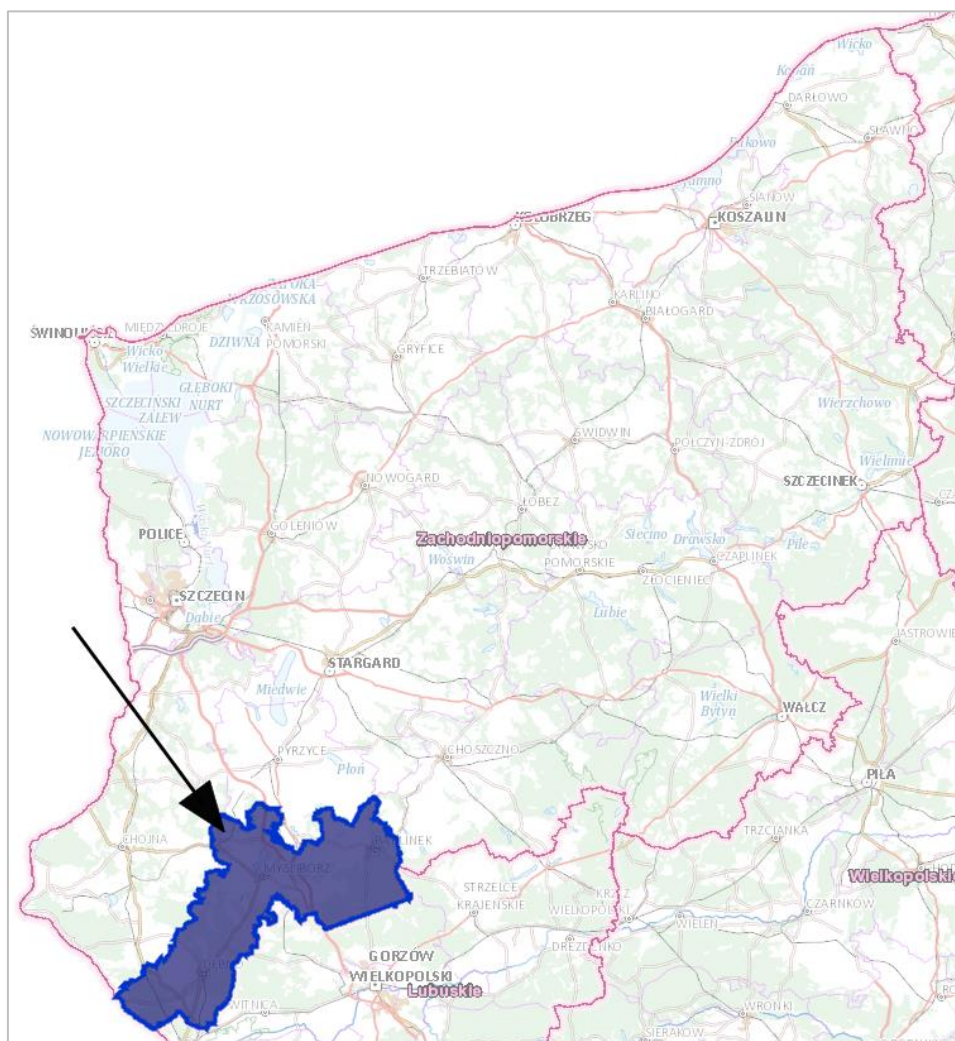 Wicko
Kopań
DARŁOWO
SŁAWNO
Bukowo
Jamno
SIANÓW
KOŁOBRZEG
KOSZALIN
TRZEBIATÓW
KARLINO
BIAŁOGARD
MIĘDZYZDROJE
KAMIEŃ
POMORSKI
DZIWNA
Wicko
Wielkie
GRYFICE
GŁĘBOKI
NURT
SZCZECIŃSKI
ZALEW
Wierzchowo
NOWOWARPIEŃSKIE
JEZIORO
ŚWIDWIN
POŁCZYN-ZDRÓJ
Wielimie
SZCZECINEK
NOWOGARD
ŁOBEZ
GOLENIÓW
POLICE
Zachodniopomorskie
Siecino
Drawsko
Pile
CZAPLINEK
Woświn
POMORSKIE
ZŁOCIENIEC
SZCZECIN
Dąbie
Lubie
JASTROWIE
STARGARD
Miedwie
Wielki
Bytyń
WAŁCZ
PYRZYCE
Płoń
CHOSZCZNO
PIŁA
TRZCIANKA
CHOJNA
MYŚLIBÓRZ
Wielkopolskie
STRZELCE
KRAJEŃSKIE
KRZYŻ
WIELKOPOLSKI
CZARNKÓW
WIELEŃ
DREZDENKO
GORZÓW
WIELKOPOLSKI
Lubuskie
WITNICA
WRONKI
SIERAKÓW